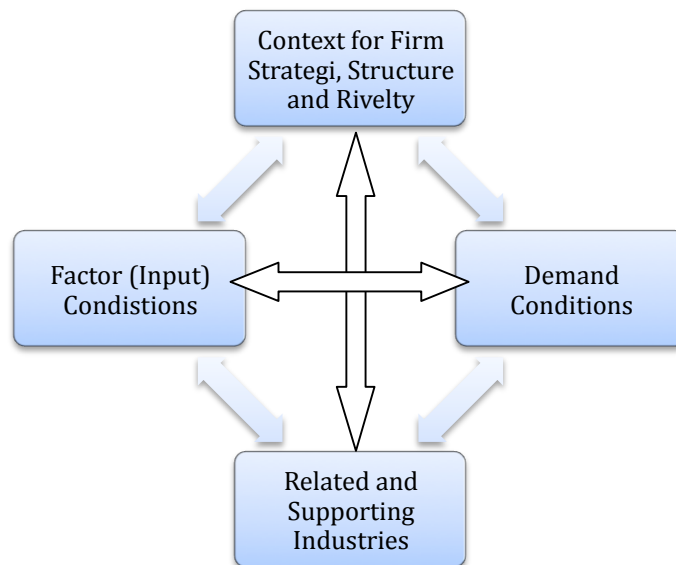 Context for Firm
Strategi, Structure
and Rivelty
Factor (Input)
Condistions
Demand
Conditions
Related and
Supporting
Industries